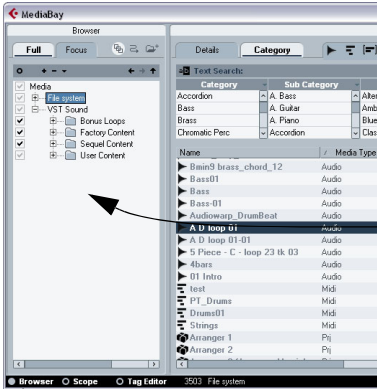 MediaBay
Browser
Full Focus
Details Category
Text Search:
Category Sub Category
Accordion A. Bass Alter
Bass A. Guitar Amb
Brass A. Piano Blue
Chromatic Perc Accordion Clas
Media
File system
VST Sound
Bonus Loops
Factory Content
Sequel Content
User Content
Name / Media Type
Bmin9 brass_chord_12 Audio
Bass01 Audio
Bass Audio
Bass-01 Audio
Audiowarp_DrumBeat Audio
A D loop 01 Audio
A D loop 01-01 Audio
5 Piece - C - loop 23 tk 03 Audio
4bars Audio
01 Intro Audio
test Midi
PT_Drums Midi
Drums01 Midi
Strings Midi
Arranger 1 Prj
Arranger 2 Prj
Browser Scope Tag Editor 3503 File system